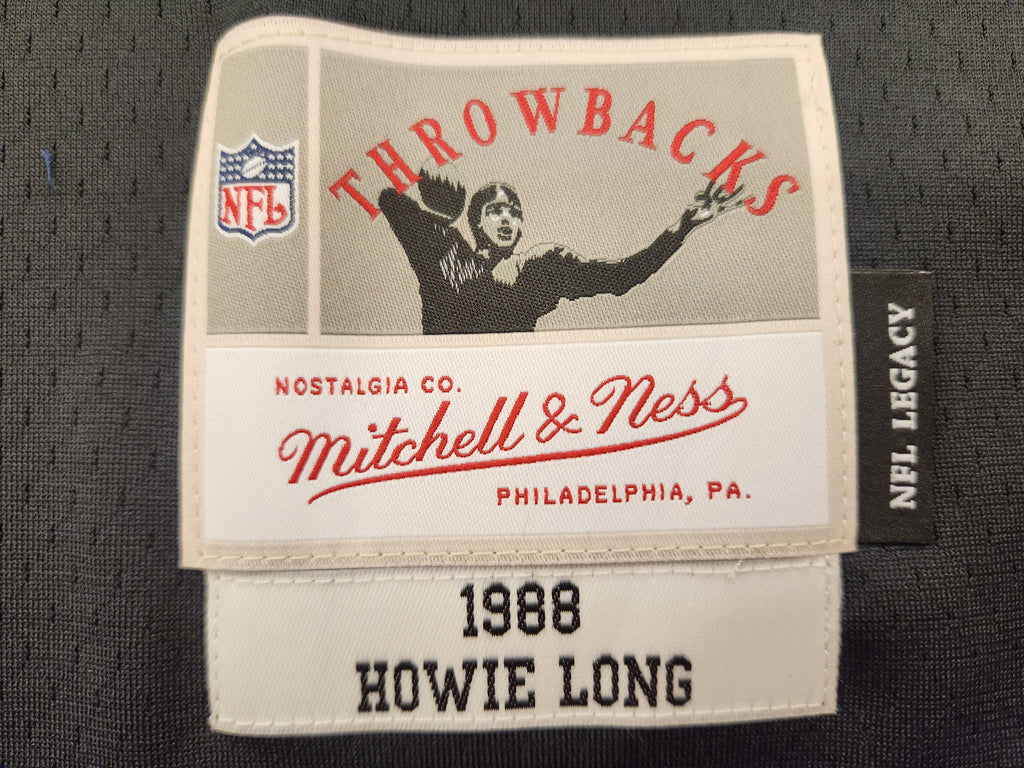 THROWBACKS
NFL
NOSTALGIA CO.
Mitchell & Ness
PHILADELPHIA, PA.
NFL LEGACY
1988
HOWIE LONG